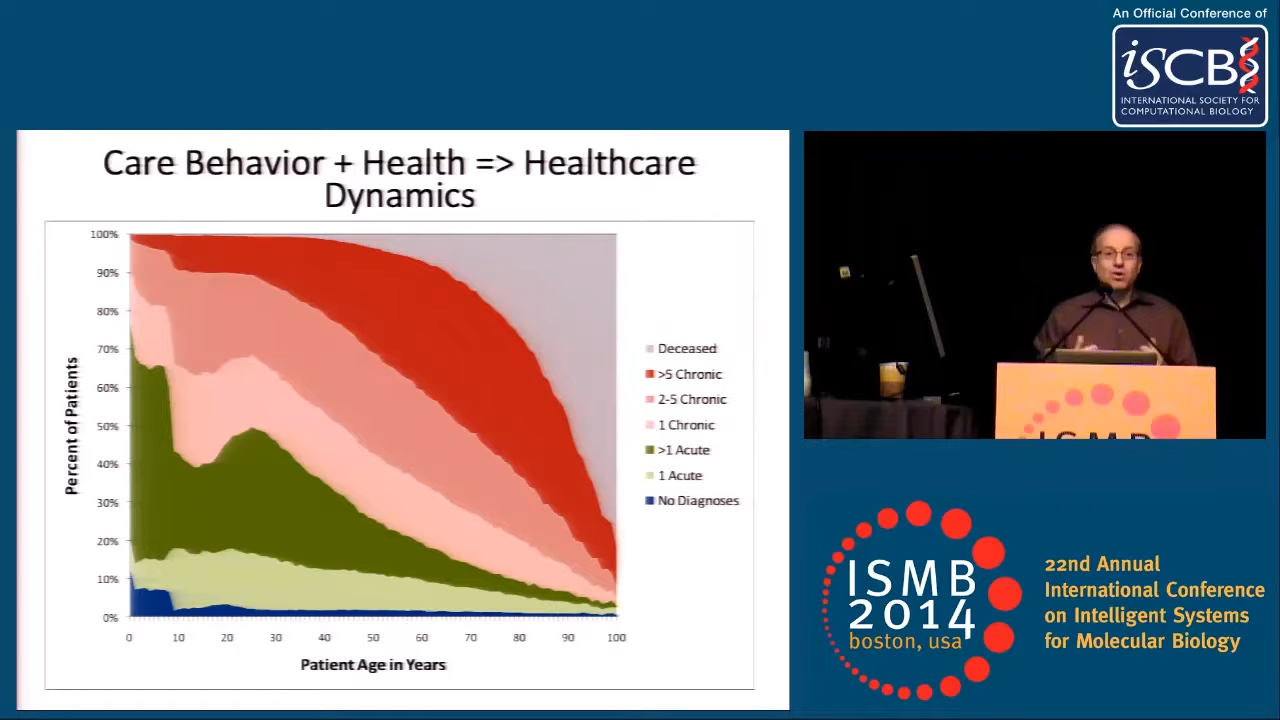 An Official Conference of
iSCB
INTERNATIONAL SOCIETY FOR
COMPUTATIONAL BIOLOGY
Care Behavior + Health => Healthcare
Dynamics
100%
90%
80%
70%
60%
50%
40%
30%
20%
10%
0%
Percent of Patients
0 10 20 30 40 50 60 70 80 90 100
Patient Age in Years
Deceased
>5 Chronic
2-5 Chronic
1 Chronic
>1 Acute
1 Acute
No Diagnoses
ISMB
ISMB
2014
boston, usa
22nd Annual
International Conference
on Intelligent Systems
for Molecular Biology